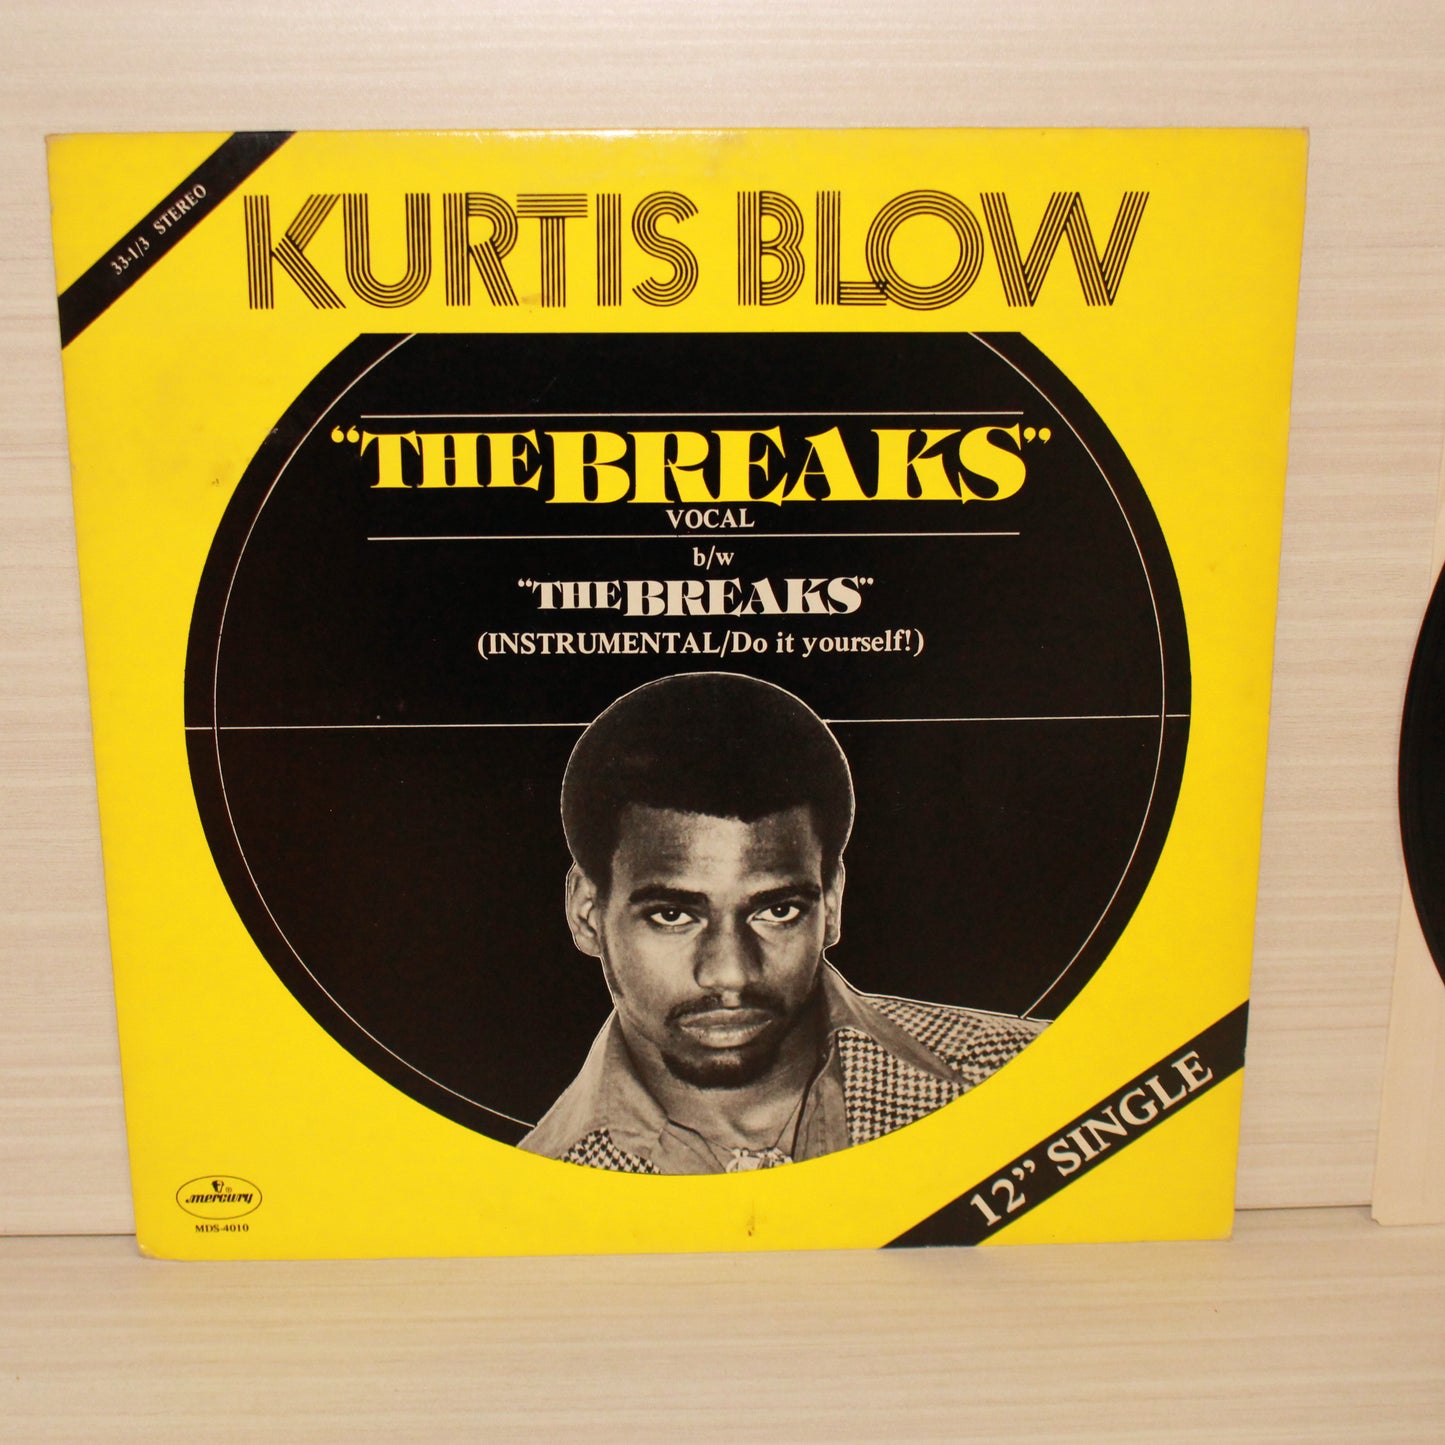 33-1/3 STEREO
KURTIS BLOW
“THE BREAKS”
VOCAL
b/w
“THE BREAKS”
(INSTRUMENTAL/Do it yourself!)
12” SINGLE
mercury ®
MDS-4010